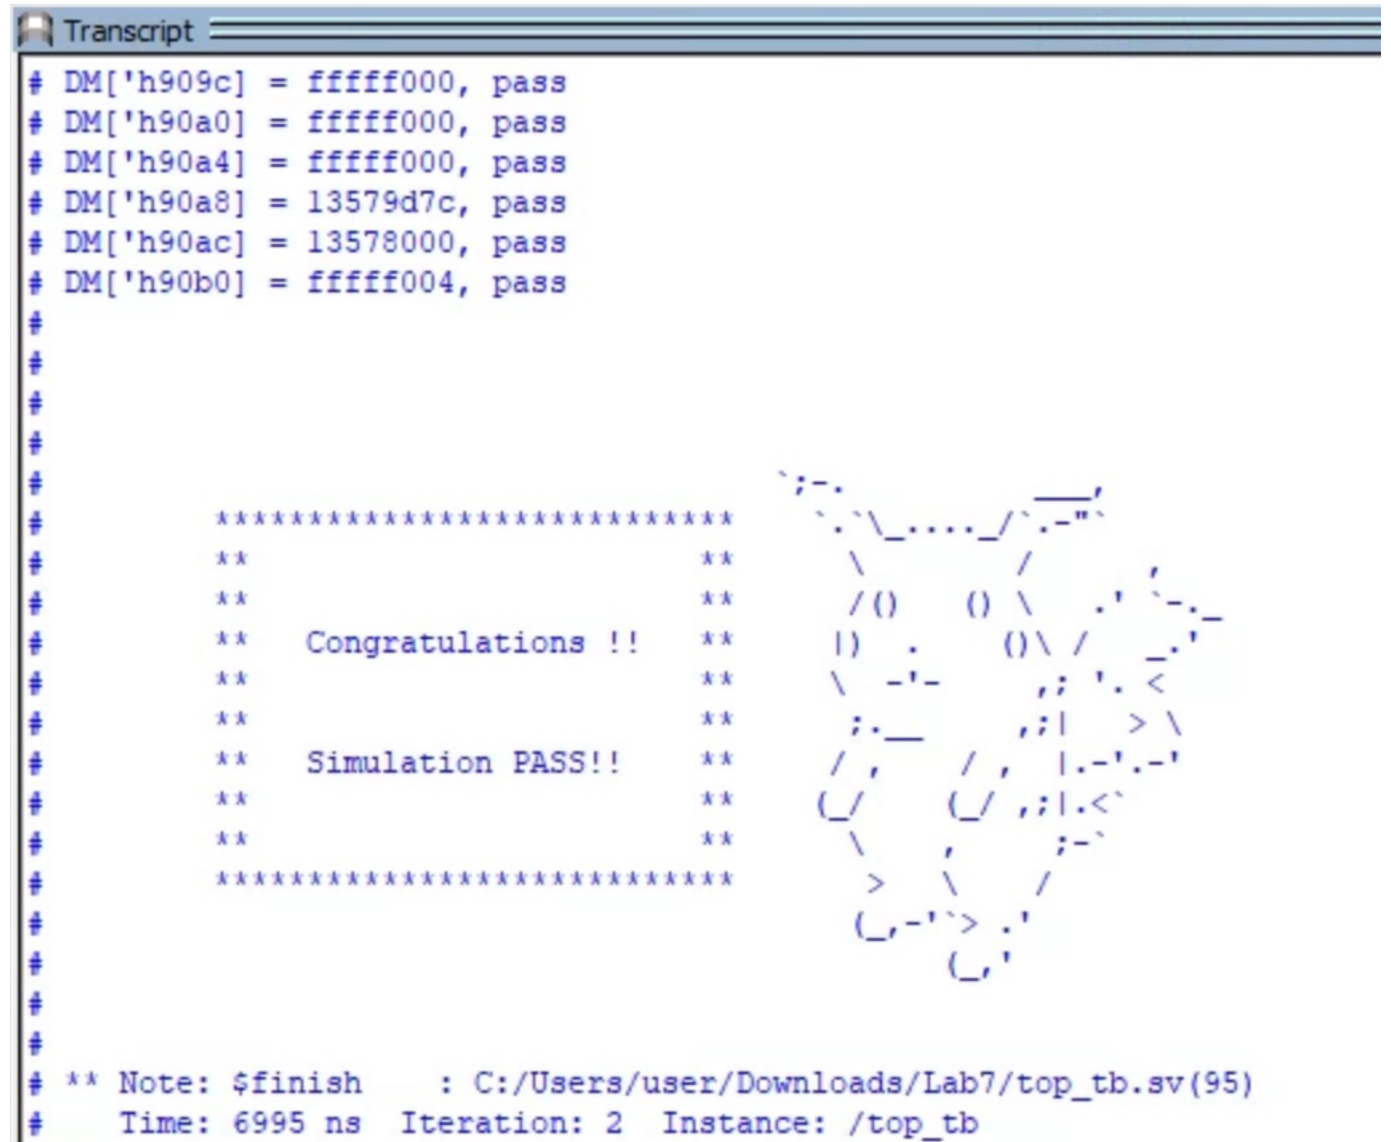 Transcript
# DM['h909c] = fffff000, pass
# DM['h90a0] = fffff000, pass
# DM['h90a4] = fffff000, pass
# DM['h90a8] = 13579d7c, pass
# DM['h90ac] = 13578000, pass
# DM['h90b0] = fffff004, pass
#
#
#
#
#                                        `;-.          ___,
#         ****************************      `.`\_...._/`.-"`
#         **                        **        \        /      ,
#         **                        **        /()   () \    .' `-._
#         **   Congratulations !!   **       |)  .    ()\  /   _.'
#         **                        **       \  -'-     ,; '. <
#         **                        **        ;.__     ,;|   > \
#         **   Simulation PASS!!    **       / ,    / ,  |.-'.-'
#         **                        **      (_/    (_/ ,;|.<`
#         **                        **        \    ,     ;-`
#         ****************************         >   \    /
#                                             (_,-'`> .'
#                                                  (_,'
#
#
# ** Note: $finish    : C:/Users/user/Downloads/Lab7/top_tb.sv(95)
#    Time: 6995 ns  Iteration: 2  Instance: /top_tb